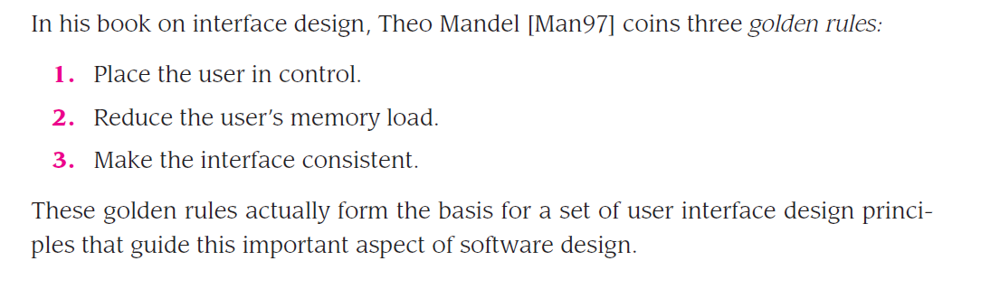 In his book on interface design, Theo Mandel [Man97] coins three golden rules:
1. Place the user in control.
2. Reduce the user's memory load.
3. Make the interface consistent.
These golden rules actually form the basis for a set of user interface design princi-
ples that guide this important aspect of software design.